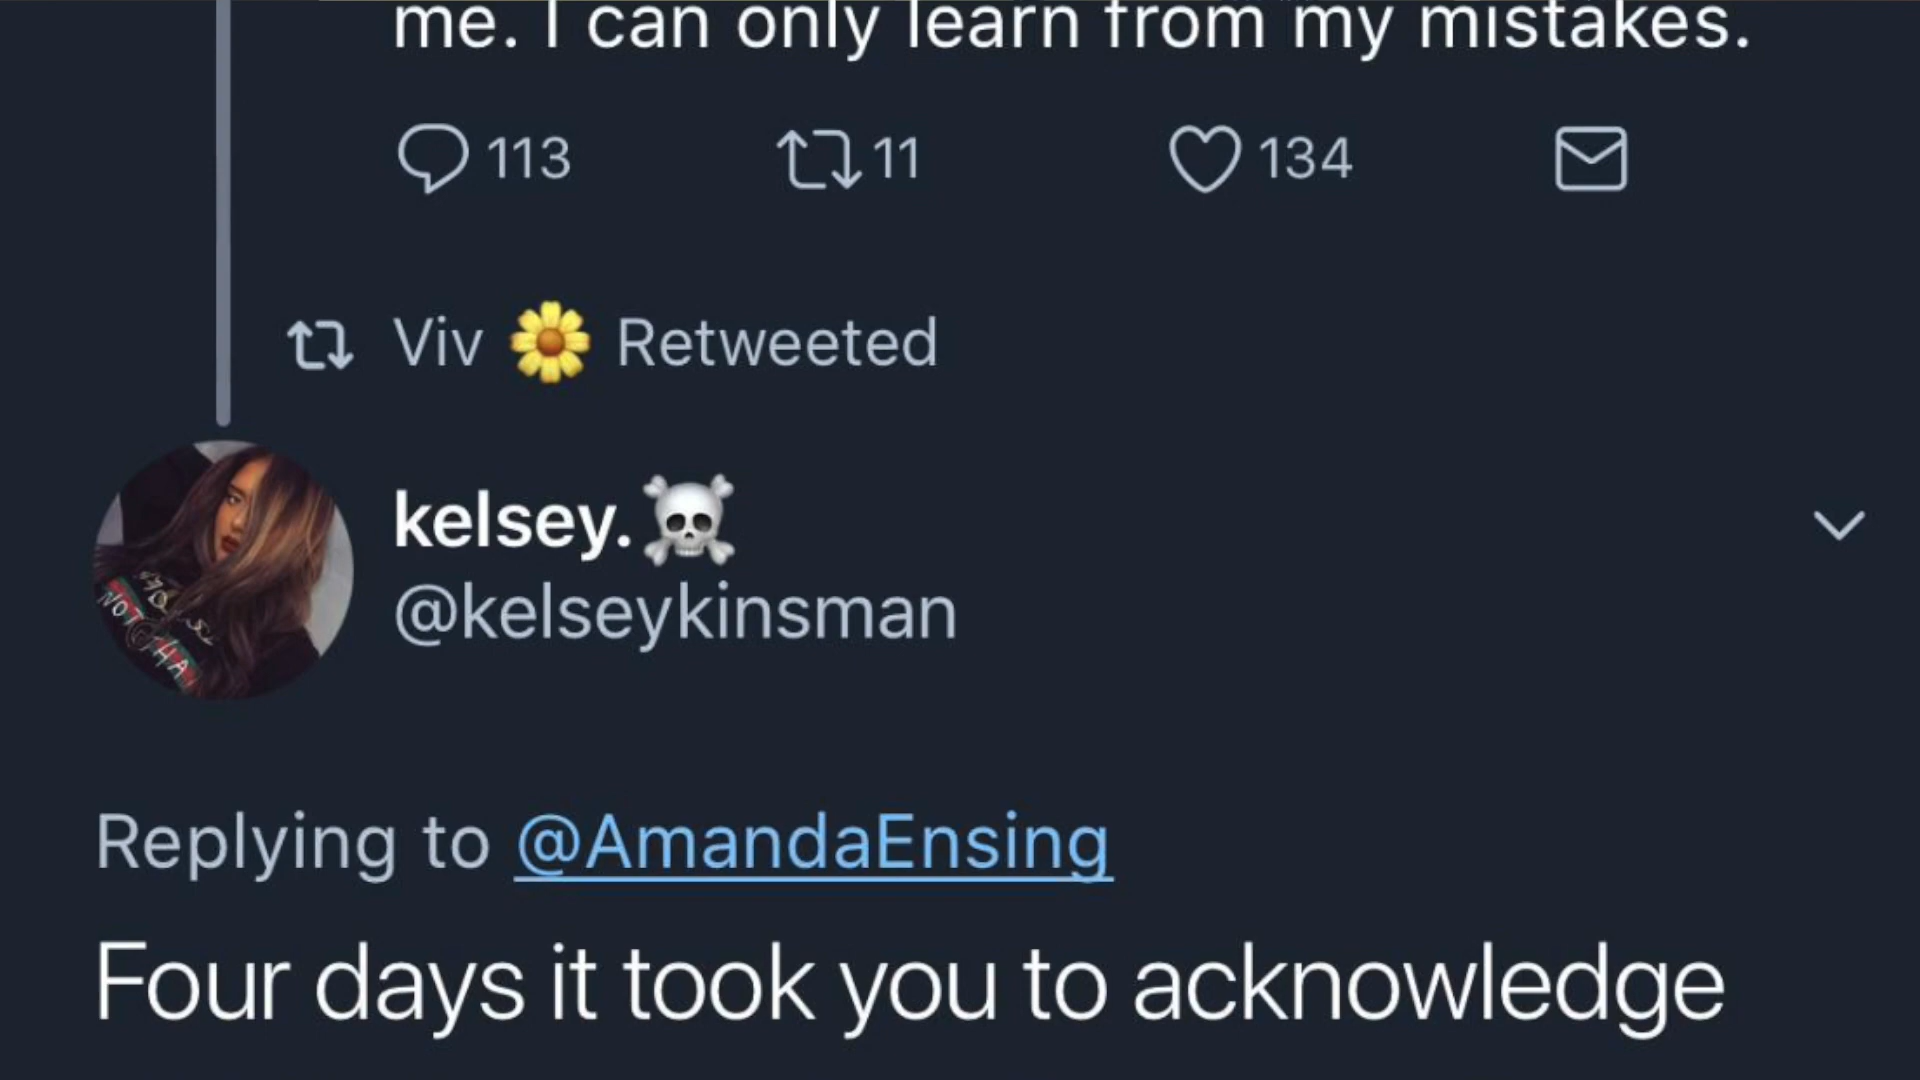 me. I can only learn from my mistakes.
113 11 134
Viv 🌼 Retweeted
kelsey.☠️
@kelseykinsman
NOT
Replying to @AmandaEnsing
Four days it took you to acknowledge